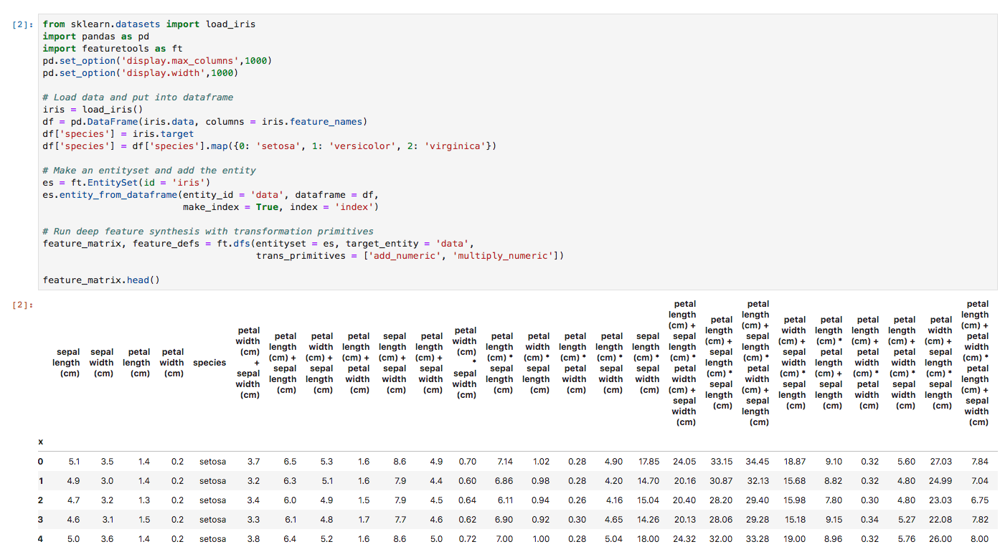 [2]: from sklearn.datasets import load_iris
import pandas as pd
import featuretools as ft
pd.set_option('display.max_columns',1000)
pd.set_option('display.width',1000)

# Load data and put into dataframe
iris = load_iris()
df = pd.DataFrame(iris.data, columns = iris.feature_names)
df['species'] = iris.target
df['species'] = df['species'].map({0: 'setosa', 1: 'versicolor', 2: 'virginica'})

# Make an entityset and add the entity
es = ft.EntitySet(id = 'iris')
es.entity_from_dataframe(entity_id = 'data', dataframe = df,
                         make_index = True, index = 'index')

# Run deep feature synthesis with transformation primitives
feature_matrix, feature_defs = ft.dfs(entityset = es, target_entity = 'data',
                                      trans_primitives = ['add_numeric', 'multiply_numeric'])

feature_matrix.head()
[2]:
sepal length (cm)
sepal width (cm)
petal length (cm)
petal width (cm)
species
petal width (cm) + sepal width (cm)
petal length (cm) + sepal length (cm)
petal width (cm) + sepal length (cm)
petal length (cm) + petal width (cm)
sepal length (cm) + sepal width (cm)
petal length (cm) + sepal width (cm)
petal width (cm) * sepal width (cm)
petal length (cm) * sepal length (cm)
petal width (cm) * sepal length (cm)
petal length (cm) * petal width (cm)
petal length (cm) * sepal width (cm)
sepal length (cm) * sepal width (cm)
petal length (cm) + sepal length (cm) * petal width (cm) + sepal width (cm)
petal length (cm) + sepal length (cm) * sepal length (cm)
petal length (cm) + sepal length (cm) * petal width (cm) + sepal length (cm)
petal width (cm) + sepal width (cm) * sepal length (cm)
petal length (cm) * petal length (cm) + sepal length (cm)
petal length (cm) + petal width (cm) * petal width (cm)
petal length (cm) + petal width (cm) * sepal width (cm)
petal width (cm) + sepal length (cm) * sepal length (cm)
petal length (cm) + petal width (cm) * petal length (cm) + sepal width (cm)
x
0 5.1 3.5 1.4 0.2 setosa 3.7 6.5 5.3 1.6 8.6 4.9 0.70 7.14 1.02 0.28 4.90 17.85 24.05 33.15 34.45 18.87 9.10 0.32 5.60 27.03 7.84
1 4.9 3.0 1.4 0.2 setosa 3.2 6.3 5.1 1.6 7.9 4.4 0.60 6.86 0.98 0.28 4.20 14.70 20.16 30.87 32.13 15.68 8.82 0.32 4.80 24.99 7.04
2 4.7 3.2 1.3 0.2 setosa 3.4 6.0 4.9 1.5 7.9 4.5 0.64 6.11 0.94 0.26 4.16 15.04 20.40 28.20 29.40 15.98 7.80 0.30 4.80 23.03 6.75
3 4.6 3.1 1.5 0.2 setosa 3.3 6.1 4.8 1.7 7.7 4.6 0.62 6.90 0.92 0.30 4.65 14.26 20.13 28.06 29.28 15.18 9.15 0.34 5.27 22.08 7.82
4 5.0 3.6 1.4 0.2 setosa 3.8 6.4 5.2 1.6 8.6 5.0 0.72 7.00 1.00 0.28 5.04 18.00 24.32 32.00 33.28 19.00 8.96 0.32 5.76 26.00 8.00